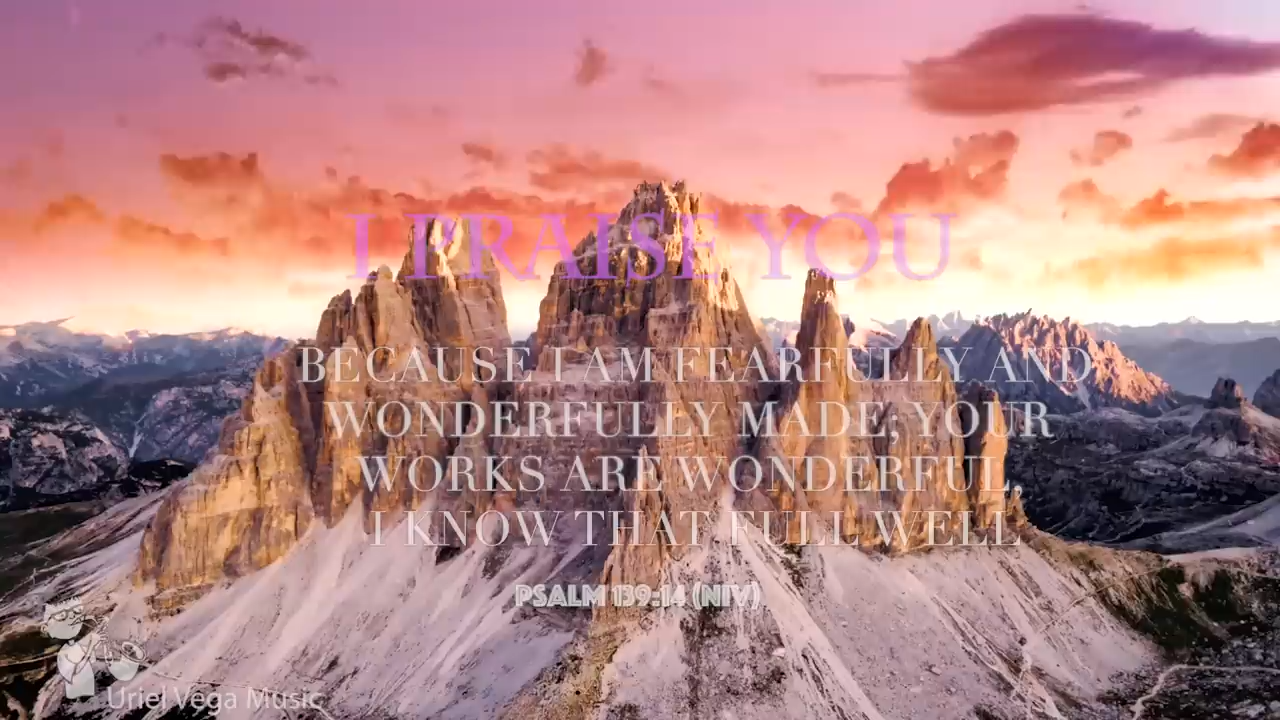 I PRAISE YOU
BECAUSE I AM FEARFULLY AND
WONDERFULLY MADE; YOUR
WORKS ARE WONDERFUL,
I KNOW THAT FULL WELL
PSALM 139:14 (NIV)
Uriel Vega Music